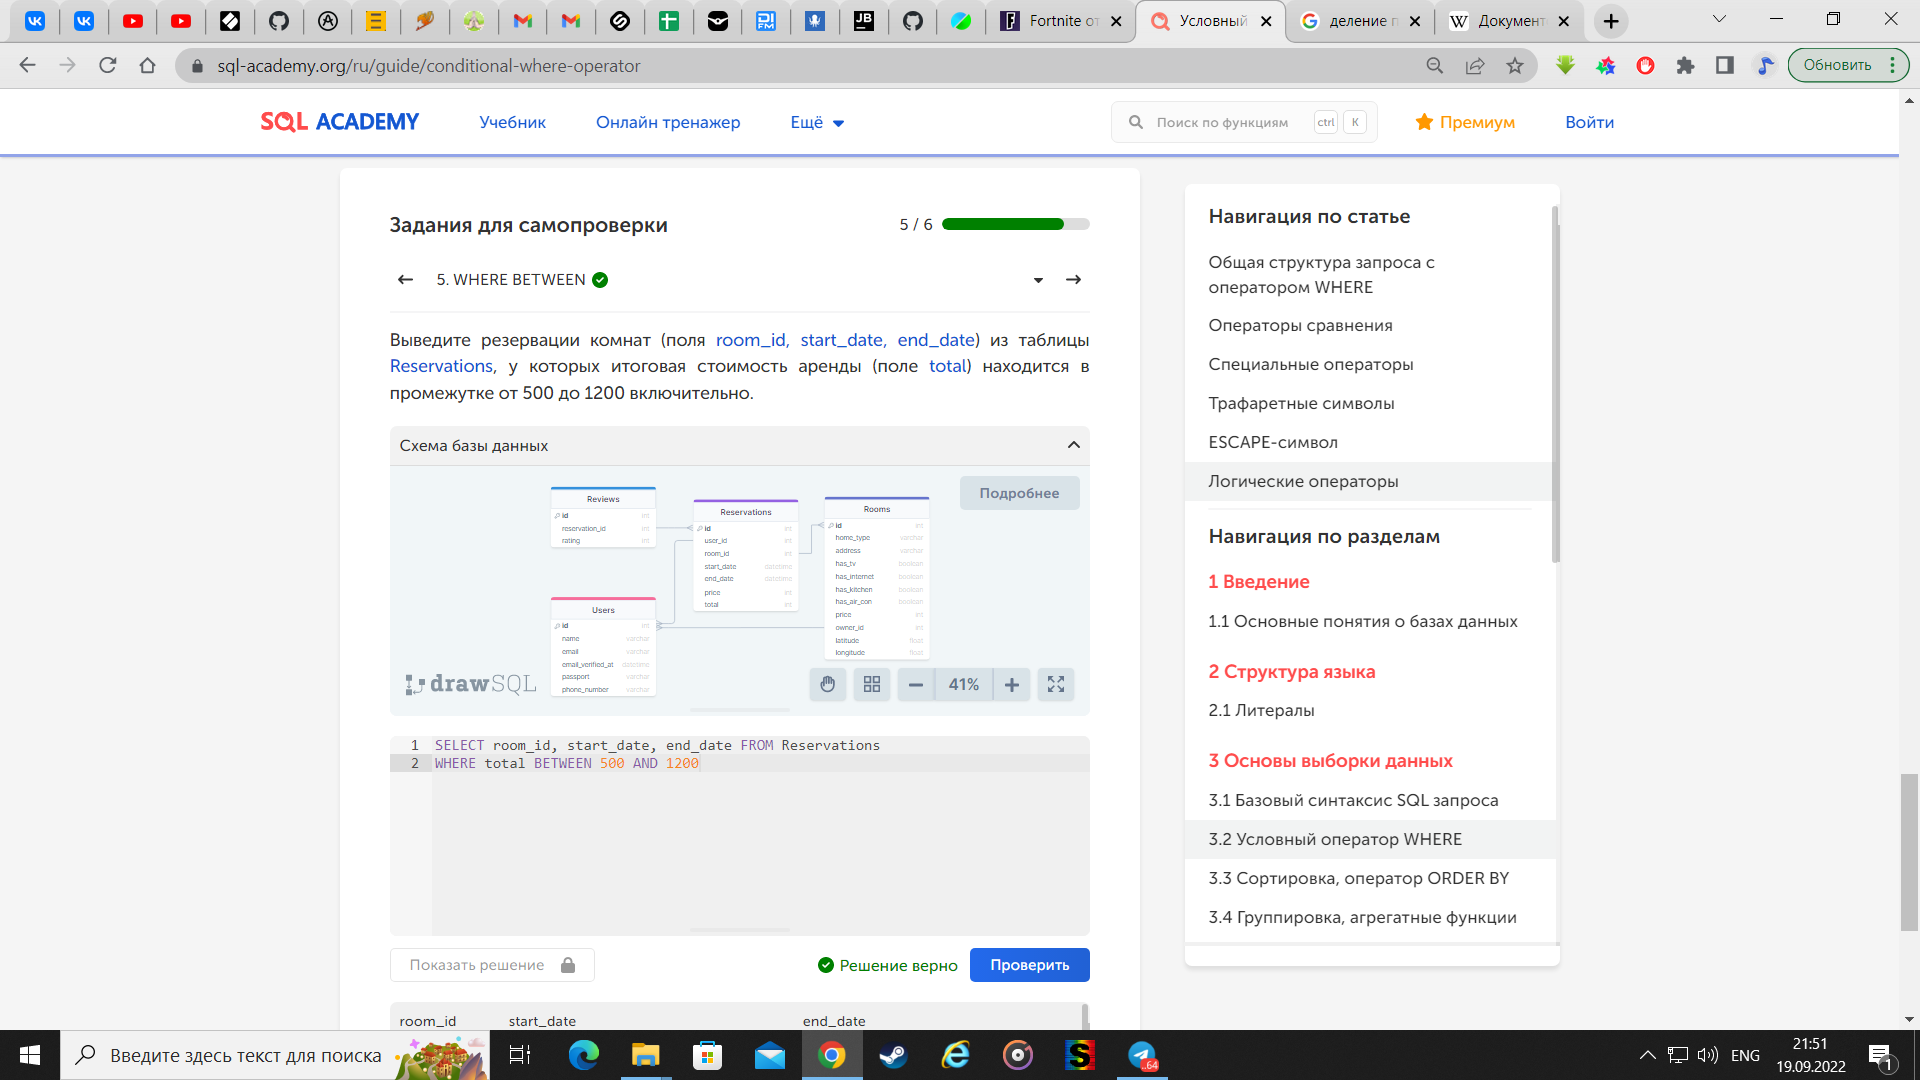 Fortnite от
Условный
деление п
Документ
sql-academy.org/ru/guide/conditional-where-operator
Обновить
SQL ACADEMY
Учебник
Онлайн тренажер
Ещё
Поиск по функциям
ctrl
K
Премиум
Войти
Задания для самопроверки
5 / 6
5. WHERE BETWEEN
Выведите резервации комнат (поля room_id, start_date, end_date) из таблицы
Reservations, у которых итоговая стоимость аренды (поле total) находится в
промежутке от 500 до 1200 включительно.
Схема базы данных
Подробнее
Reviews
id int
reservation_id int
rating int
Reservations
id int
user_id int
room_id int
start_date datetime
end_date datetime
price int
total int
Rooms
id int
home_type varchar
address varchar
has_tv boolean
has_internet boolean
has_kitchen boolean
has_air_con boolean
price int
owner_id int
latitude float
longitude float
Users
id int
name varchar
email varchar
email_verified_at datetime
passport varchar
phone_number varchar
drawSQL
41%
1 SELECT room_id, start_date, end_date FROM Reservations
2 WHERE total BETWEEN 500 AND 1200
Показать решение
Решение верно
Проверить
room_id start_date end_date
Навигация по статье
Общая структура запроса с
оператором WHERE
Операторы сравнения
Специальные операторы
Трафаретные символы
ESCAPE-символ
Логические операторы
Навигация по разделам
1 Введение
1.1 Основные понятия о базах данных
2 Структура языка
2.1 Литералы
3 Основы выборки данных
3.1 Базовый синтаксис SQL запроса
3.2 Условный оператор WHERE
3.3 Сортировка, оператор ORDER BY
3.4 Группировка, агрегатные функции
Введите здесь текст для поиска
ENG
21:51
19.09.2022
1